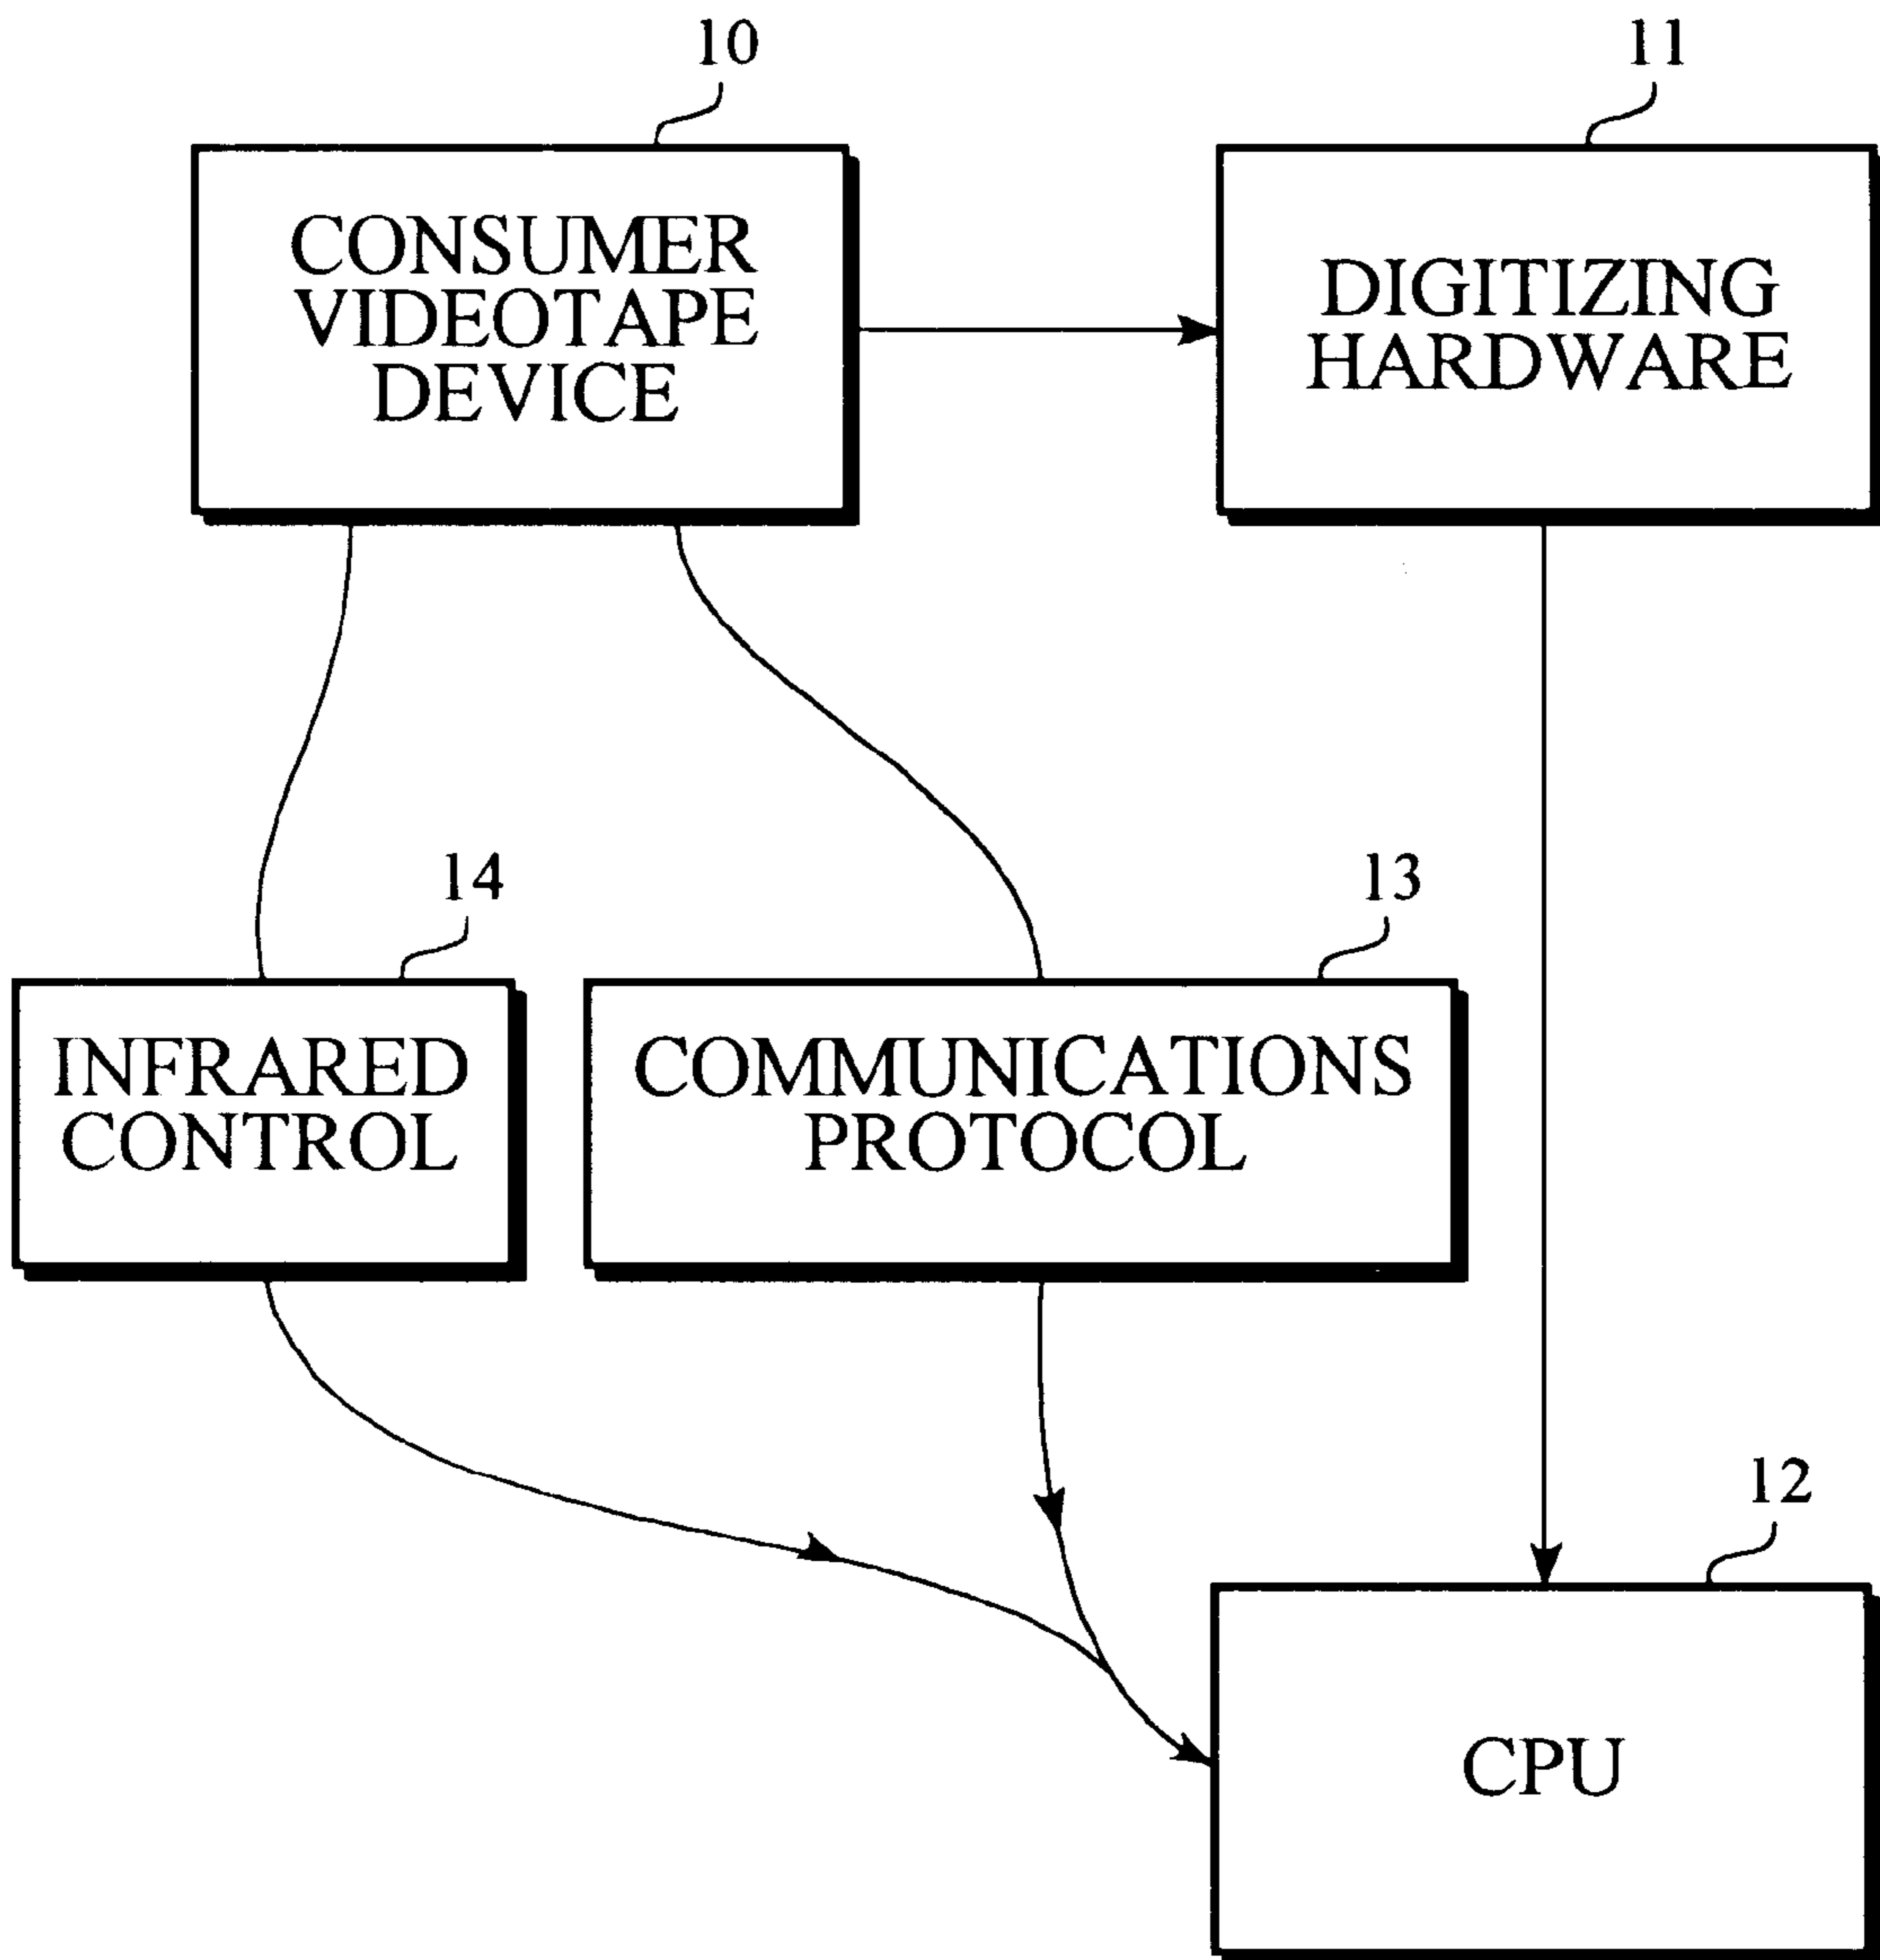 10
11
CONSUMER
VIDEOTAPE
DEVICE
DIGITIZING
HARDWARE
14
13
INFRARED
CONTROL
COMMUNICATIONS
PROTOCOL
12
CPU